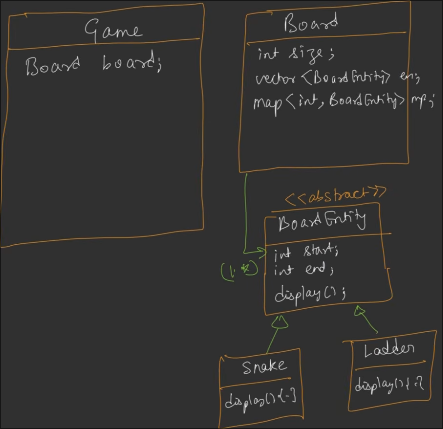 Game
Board board;
Board
int size;
vector<BoardEntity> en;
map<int, BoardEntity> mp;
<<abstract>>
BoardEntity
int start;
int end;
display();
(1:*)
Snake
display() {-}
Ladder
display() {-}